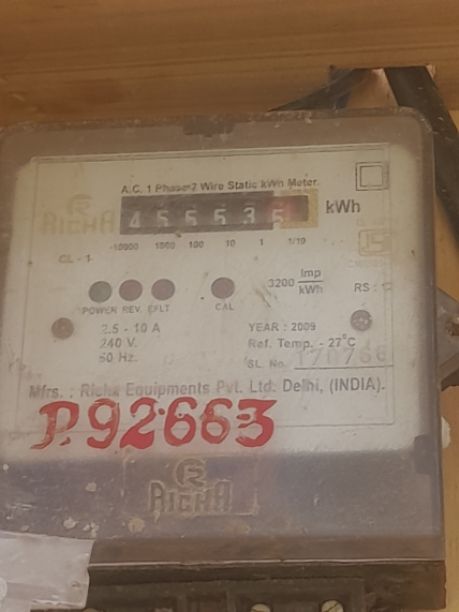 A.C. 1 Phase 2 Wire Static kWh Meter.
RICHA
kWh
10000 1000 100 10 1 1/10
CL - 1
3200 Imp
kWh
POWER REV. EFLT CAL
RS :
2.5 - 10 A
240 V.
50 Hz.
YEAR : 2009
Ref. Temp. - 27°C
SL. No. 170766
Mfrs. : Richa Equipments Pvt. Ltd. Delhi, (INDIA).
P.92663
R
RICHA